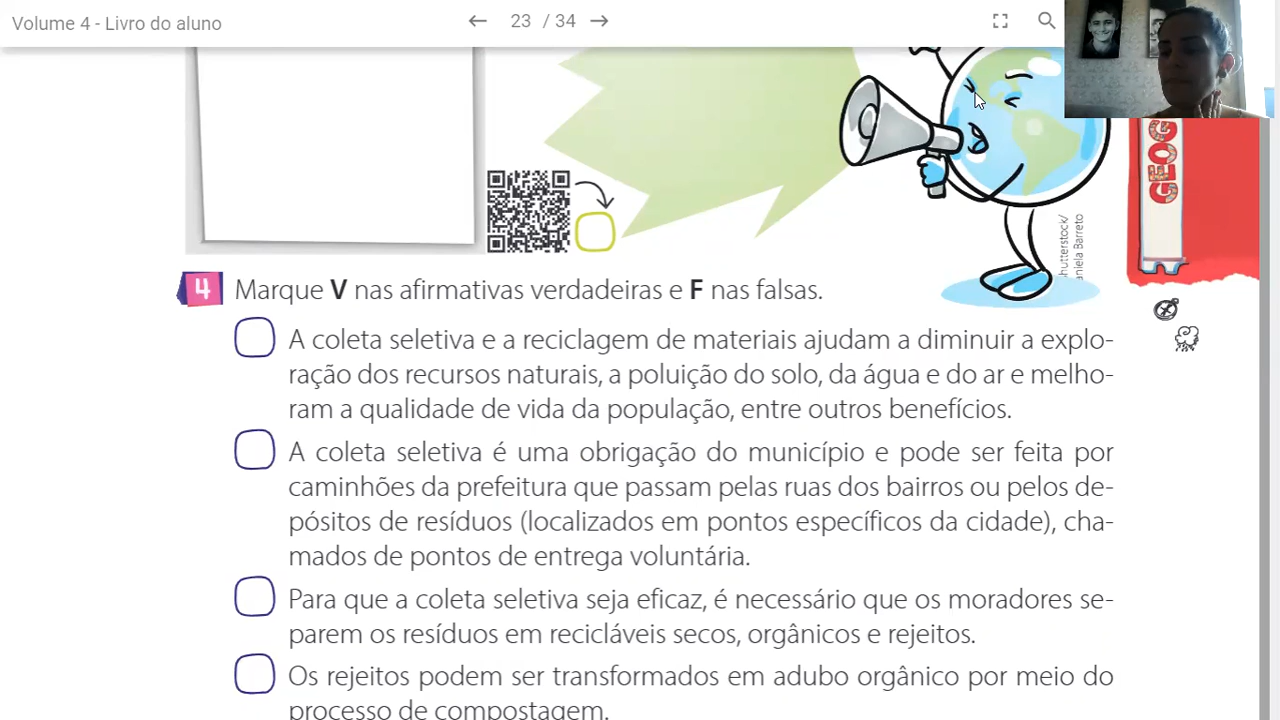 Volume 4 - Livro do aluno
23 / 34
GEOG
hutterstock/
aniela Barreto
4 Marque V nas afirmativas verdadeiras e F nas falsas.
A coleta seletiva e a reciclagem de materiais ajudam a diminuir a explo-
ração dos recursos naturais, a poluição do solo, da água e do ar e melho-
ram a qualidade de vida da população, entre outros benefícios.
A coleta seletiva é uma obrigação do município e pode ser feita por
caminhões da prefeitura que passam pelas ruas dos bairros ou pelos de-
pósitos de resíduos (localizados em pontos específicos da cidade), cha-
mados de pontos de entrega voluntária.
Para que a coleta seletiva seja eficaz, é necessário que os moradores se-
parem os resíduos em recicláveis secos, orgânicos e rejeitos.
Os rejeitos podem ser transformados em adubo orgânico por meio do
processo de compostagem.